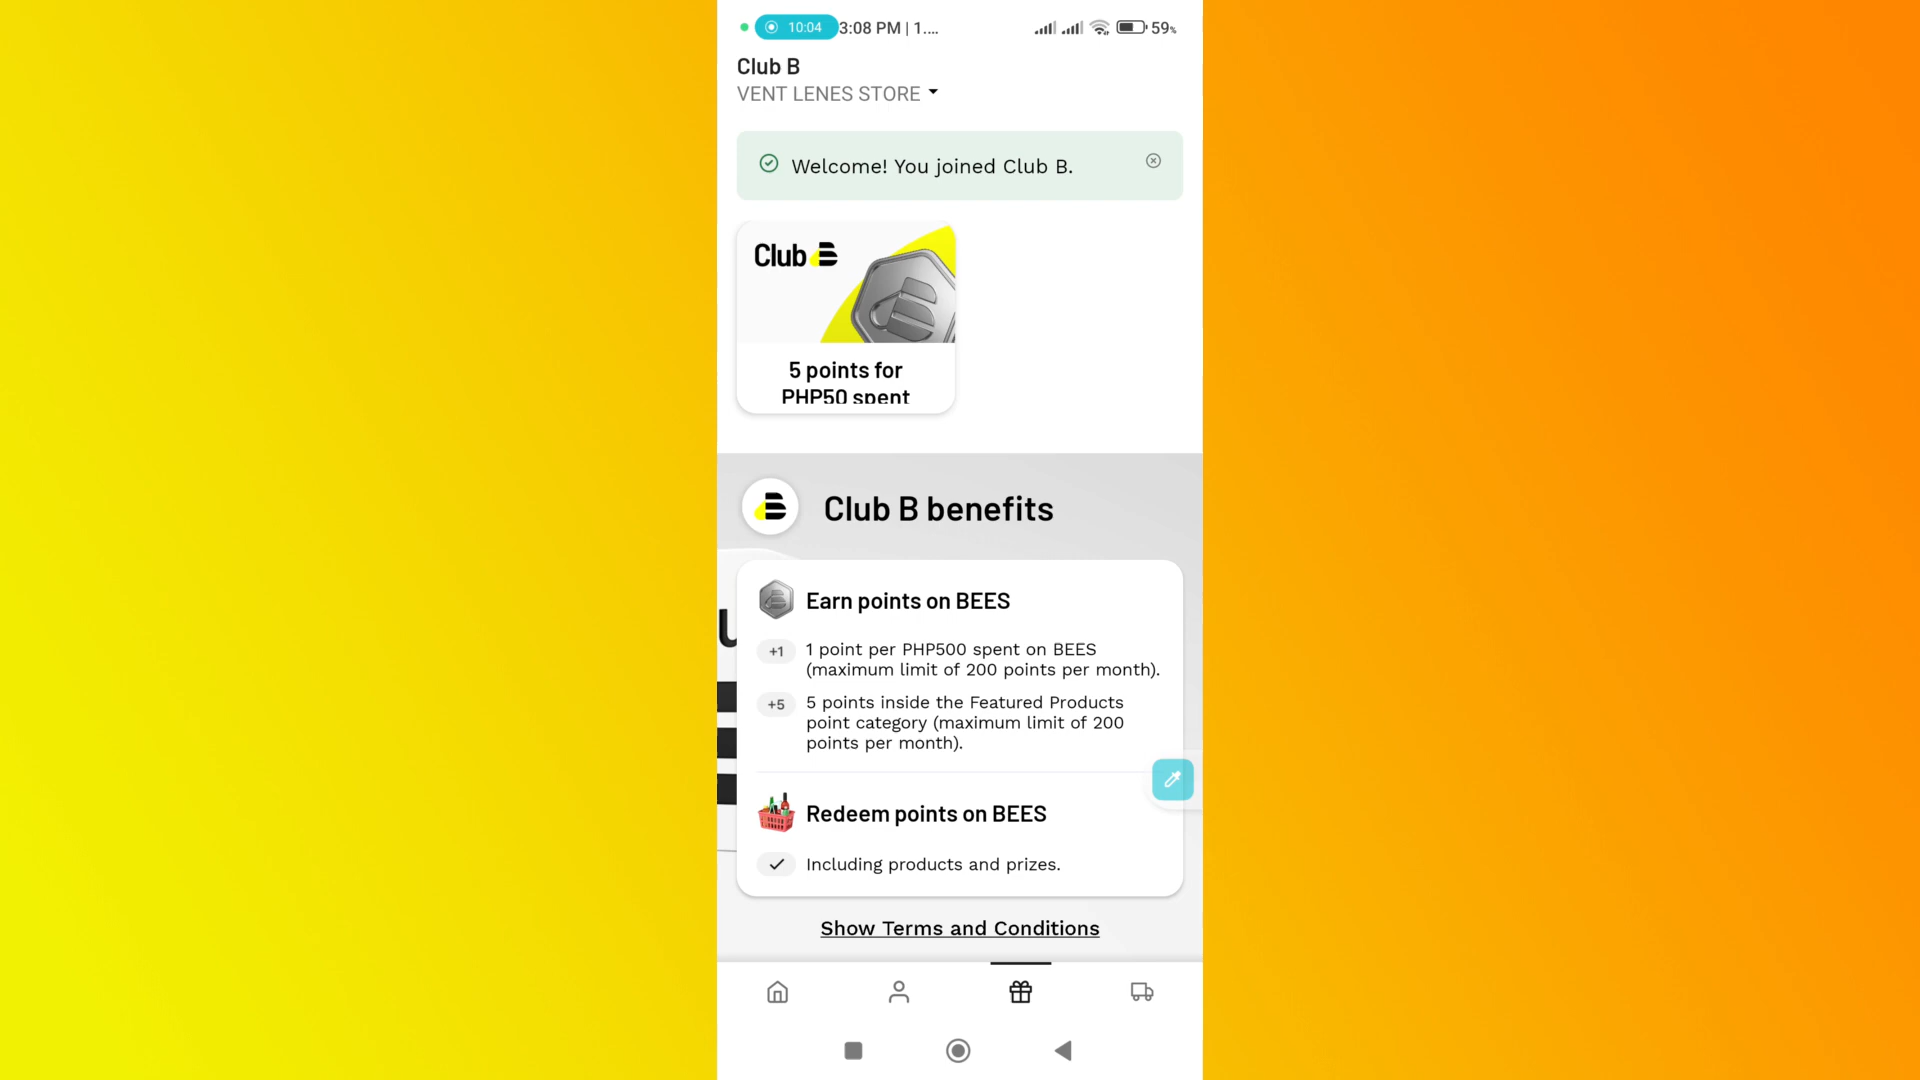 10:04 3:08 PM | 1.... 59%
Club B
VENT LENES STORE
Welcome! You joined Club B.
Club B
5 points for
PHP50 spent
Club B benefits
Earn points on BEES
+1 1 point per PHP500 spent on BEES
(maximum limit of 200 points per month).
+5 5 points inside the Featured Products
point category (maximum limit of 200
points per month).
Redeem points on BEES
Including products and prizes.
Show Terms and Conditions